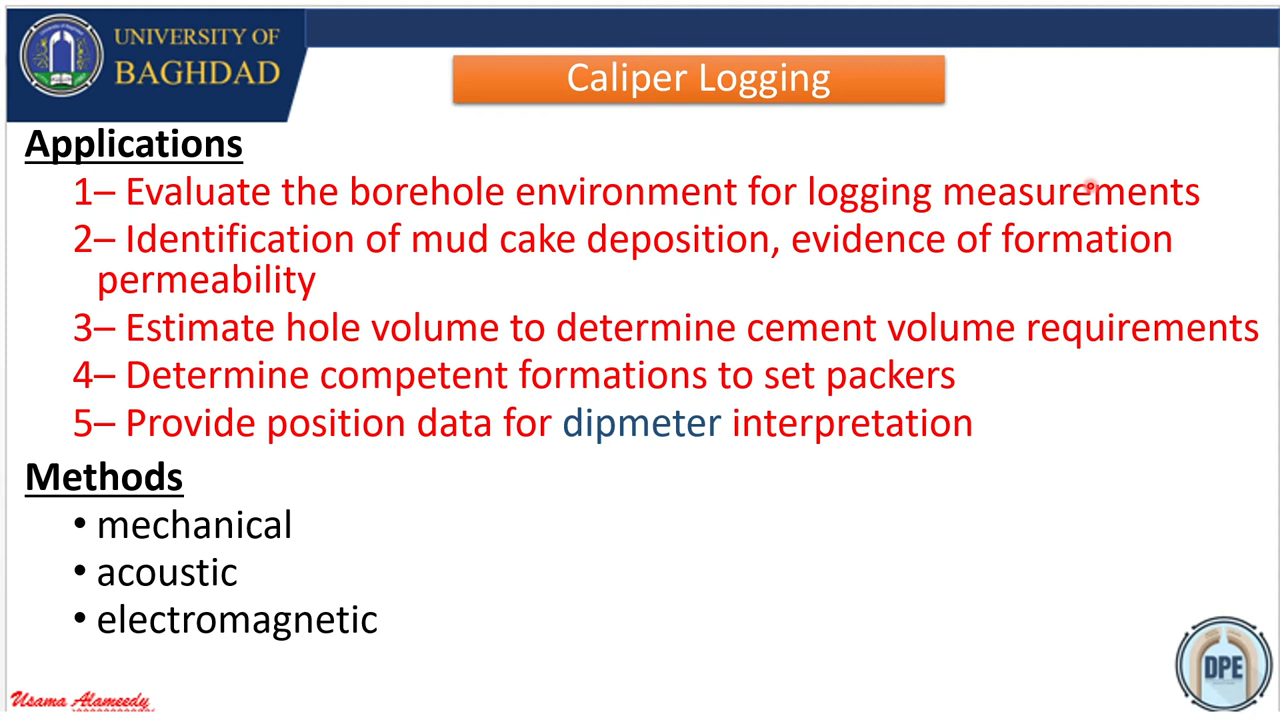 UNIVERSITY OF
BAGHDAD
Caliper Logging
Applications
1– Evaluate the borehole environment for logging measurements
2– Identification of mud cake deposition, evidence of formation
permeability
3– Estimate hole volume to determine cement volume requirements
4– Determine competent formations to set packers
5– Provide position data for dipmeter interpretation
Methods
• mechanical
• acoustic
• electromagnetic
DPE
Usama Alameedy